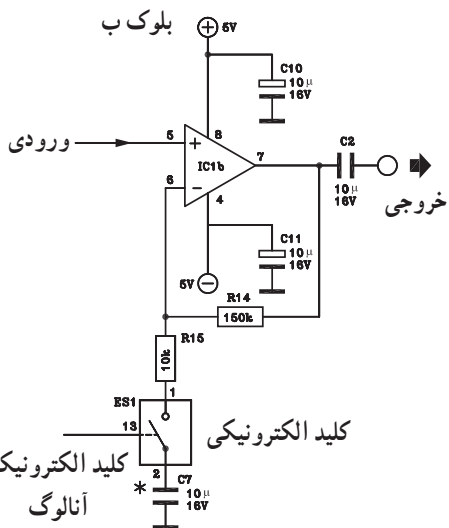 بلوک ب
5V
C10
10µ
16V
ورودی
5
8
+
IC1b
7
C2
6
−
4
10µ
16V
خروجی
C11
10µ
16V
5V
R14
150k
R15
10k
ES1
1
13
کلید الکترونیکی
کلید الکترونیک
آنالوگ
2
*
C7
10µ
16V